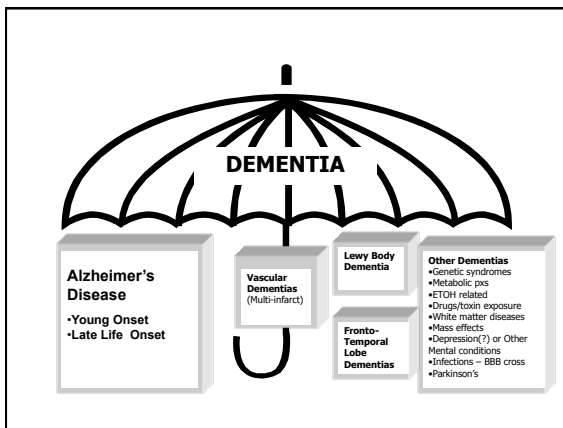 DEMENTIA
Alzheimer's
Disease
•Young Onset
•Late Life Onset
Vascular
Dementias
(Multi-infarct)
Lewy Body
Dementia
Fronto-
Temporal
Lobe
Dementias
Other Dementias
•Genetic syndromes
•Metabolic pxs
•ETOH related
•Drugs/toxin exposure
•White matter diseases
•Mass effects
•Depression(?) or Other
Mental conditions
•Infections – BBB cross
•Parkinson's